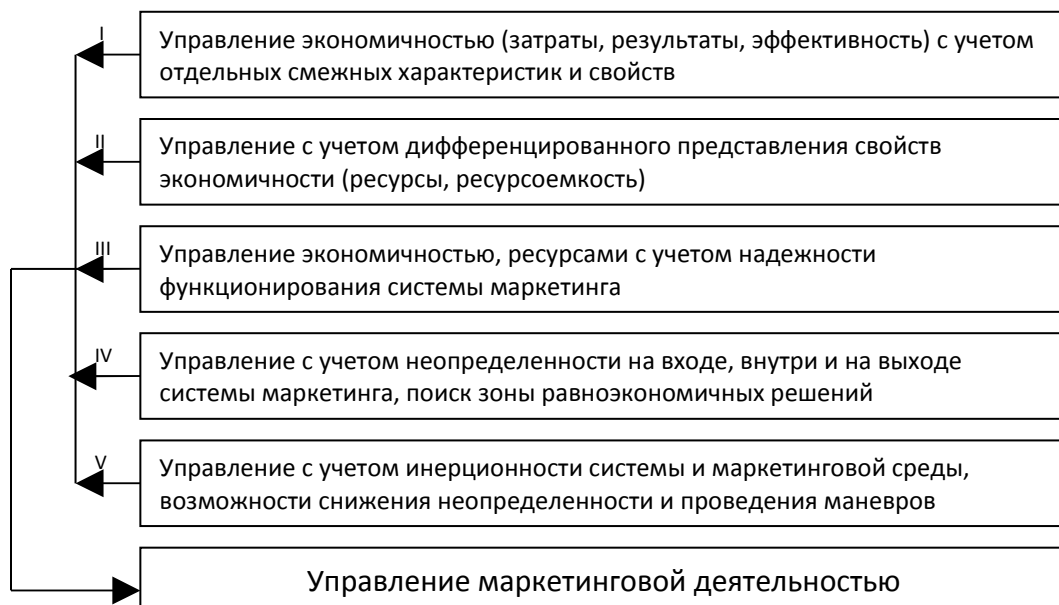 I
Управление экономичностью (затраты, результаты, эффективность) с учетом
отдельных смежных характеристик и свойств
II
Управление с учетом дифференцированного представления свойств
экономичности (ресурсы, ресурсоемкость)
III
Управление экономичностью, ресурсами с учетом надежности
функционирования системы маркетинга
IV
Управление с учетом неопределенности на входе, внутри и на выходе
системы маркетинга, поиск зоны равноэкономичных решений
V
Управление с учетом инерционности системы и маркетинговой среды,
возможности снижения неопределенности и проведения маневров
Управление маркетинговой деятельностью